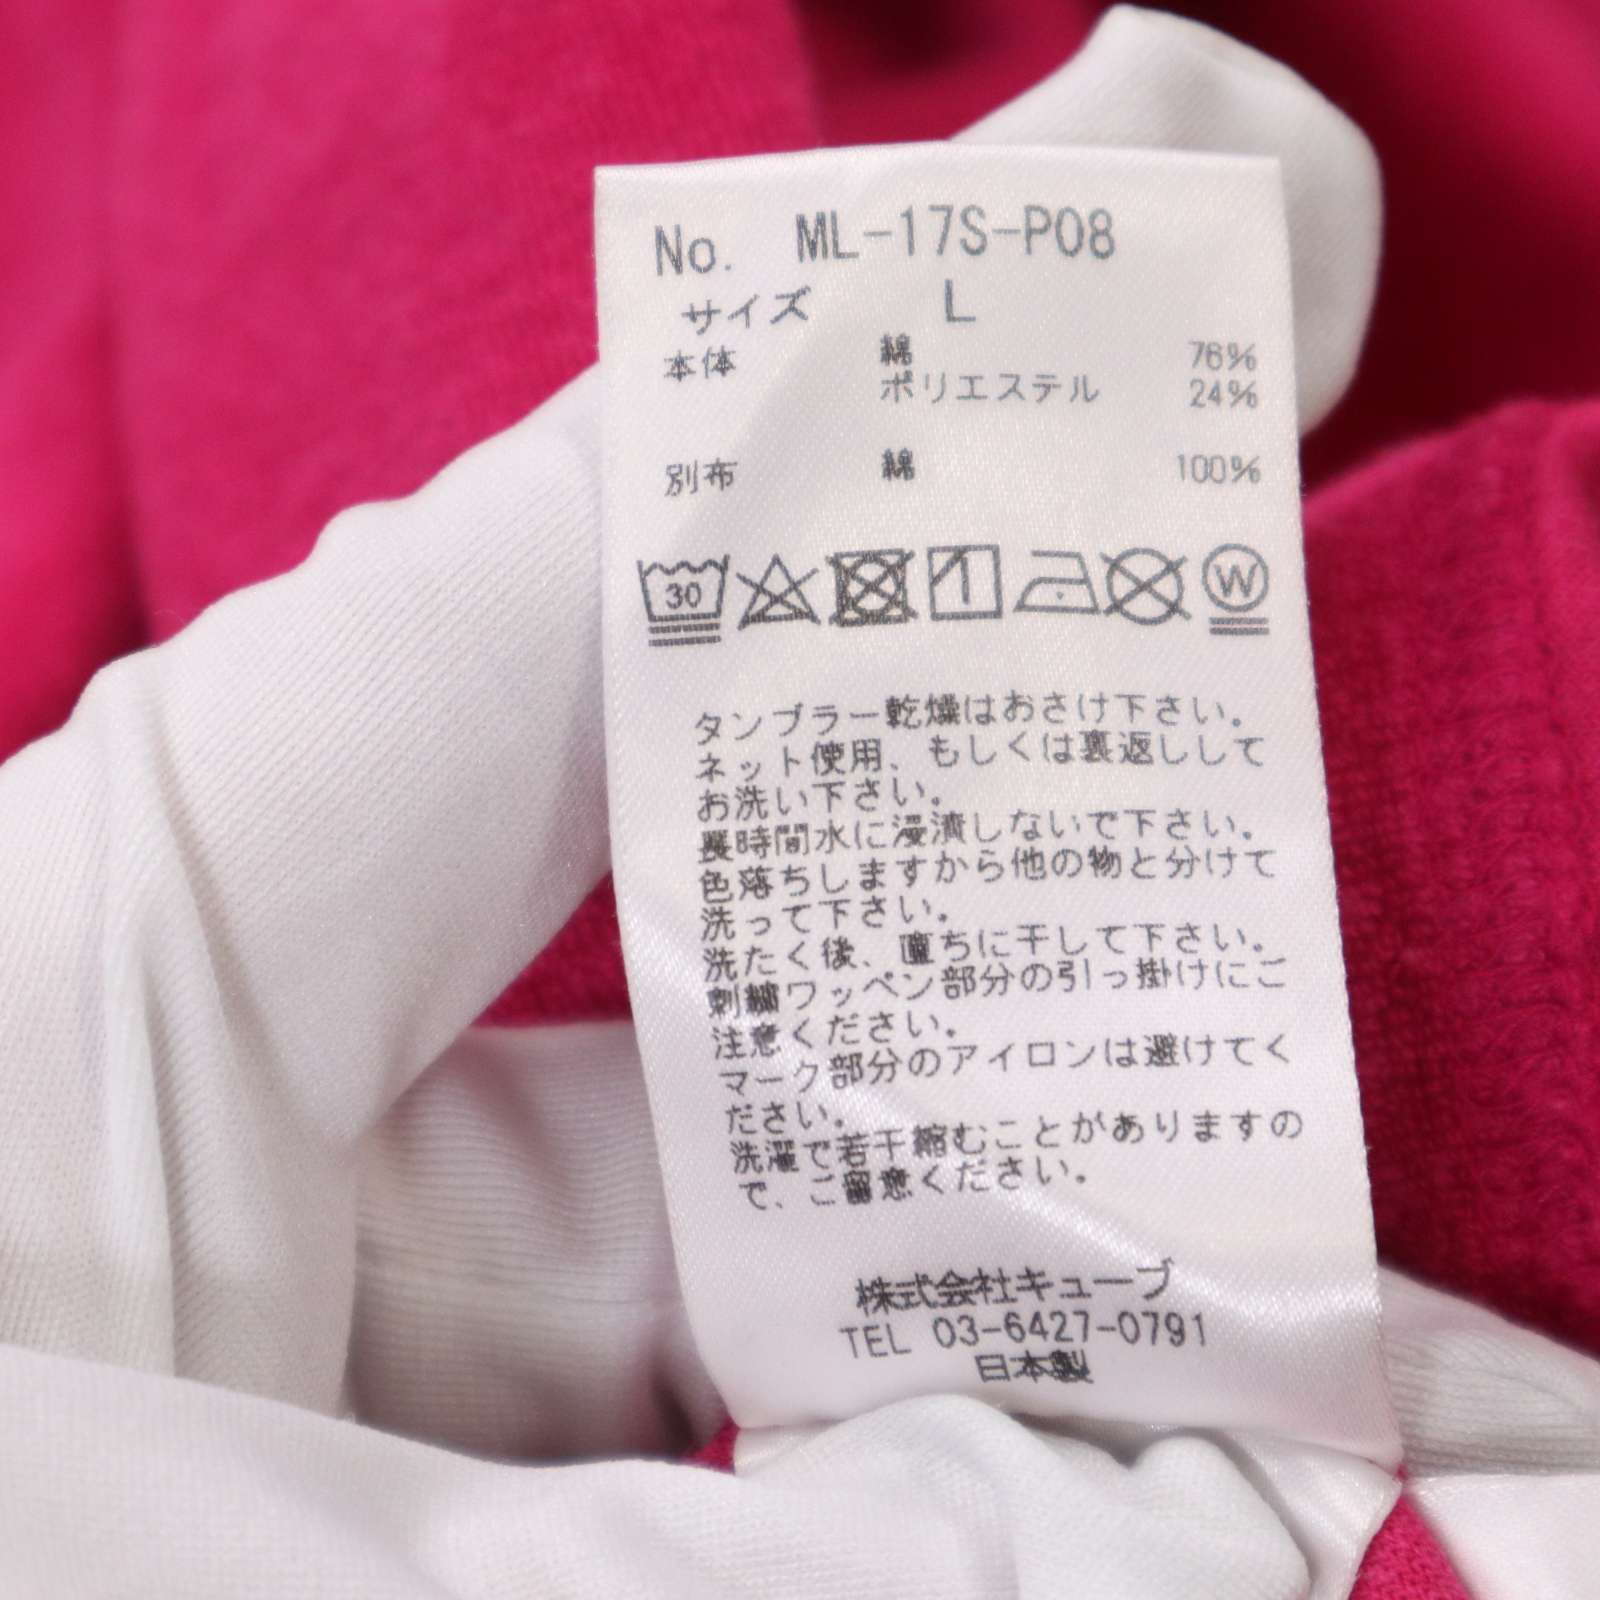 No. ML-17S-P08
サイズ L
本体 綿 76%
ポリエステル 24%
別布 綿 100%
30 W
タンブラー乾燥はおさけ下さい。
ネット使用、もしくは裏返しして
お洗い下さい。
長時間水に浸漬しないで下さい。
色落ちしますから他の物と分けて
洗って下さい。
洗たく後、直ちに干して下さい。
刺繍ワッペン部分の引っ掛けにご
注意ください。
マーク部分のアイロンは避けてく
ださい。
洗濯で若干縮むことがありますの
で、ご留意ください。
株式会社キューブ
TEL 03-6427-0791
日本製